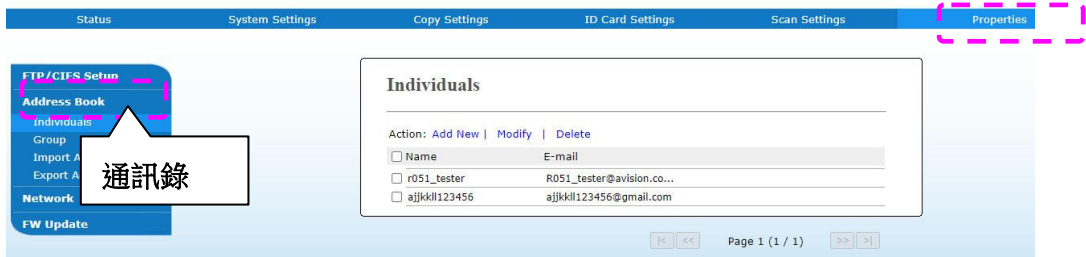 Status System Settings Copy Settings ID Card Settings Scan Settings Properties
FTP/CIFS Setup
Address Book
Individuals
Group
Import A
Export A
Network
FW Update
通訊錄
Individuals
Action: Add New | Modify | Delete
Name E-mail
r051_tester R051_tester@avision.co...
ajjkkll123456 ajjkkll123456@gmail.com
|< << Page 1 (1 / 1) >> >|